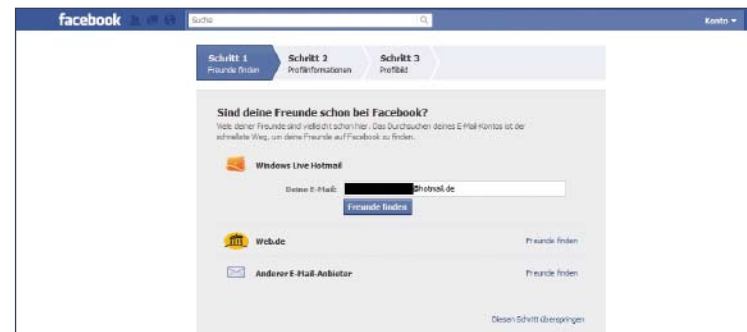 facebook
Suche
Konto
Schritt 1
Freunde finden
Schritt 2
Profilinformationen
Schritt 3
Profilbild
Sind deine Freunde schon bei Facebook?
Viele deiner Freunde sind vielleicht schon hier. Das Durchsuchen deines E-Mail-Kontos ist der
schnellste Weg, um deine Freunde auf Facebook zu finden.
Windows Live Hotmail
Deine E-Mail: @hotmail.de
Freunde finden
Web.de Freunde finden
Anderer E-Mail-Anbieter Freunde finden
Diesen Schritt überspringen